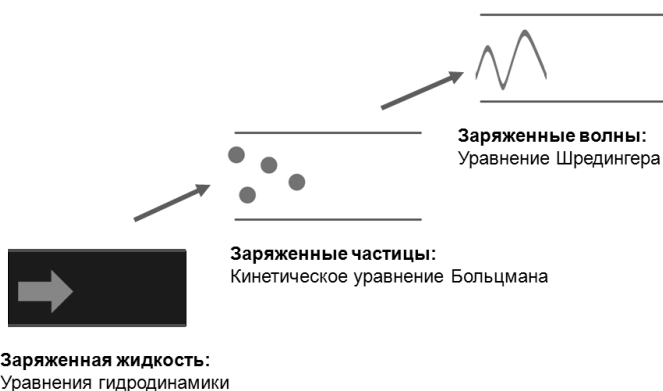 Заряженные волны:
Уравнение Шредингера
Заряженные частицы:
Кинетическое уравнение Больцмана
Заряженная жидкость:
Уравнения гидродинамики